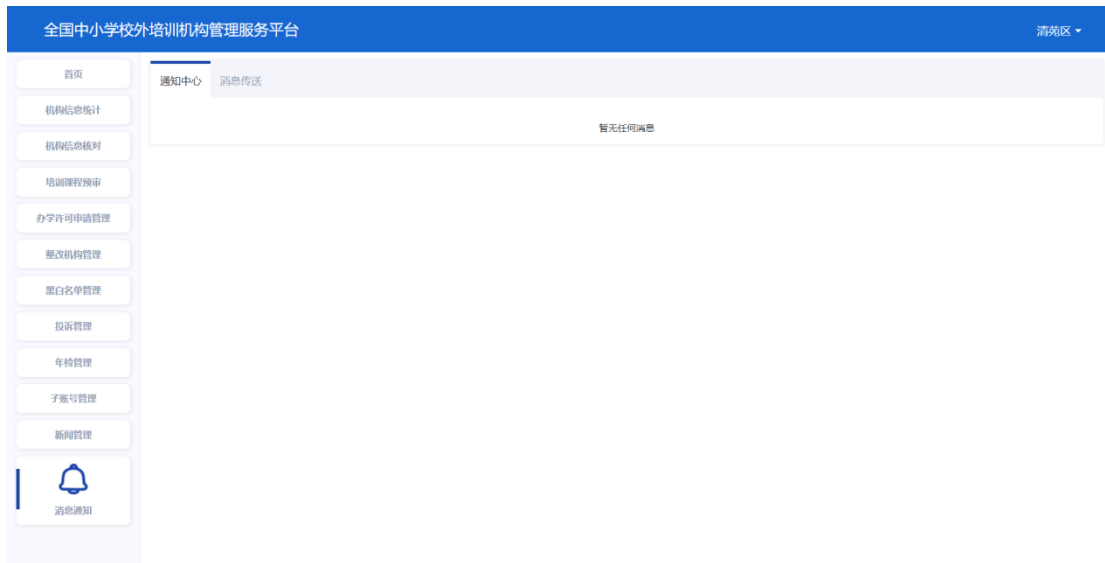 全国中小学校外培训机构管理服务平台
清苑区
首页
机构信息统计
机构信息核对
培训课程预审
办学许可申请管理
整改机构管理
黑白名单管理
投诉管理
年检管理
子账号管理
新闻管理
消息通知
通知中心 消息传送
暂无任何消息